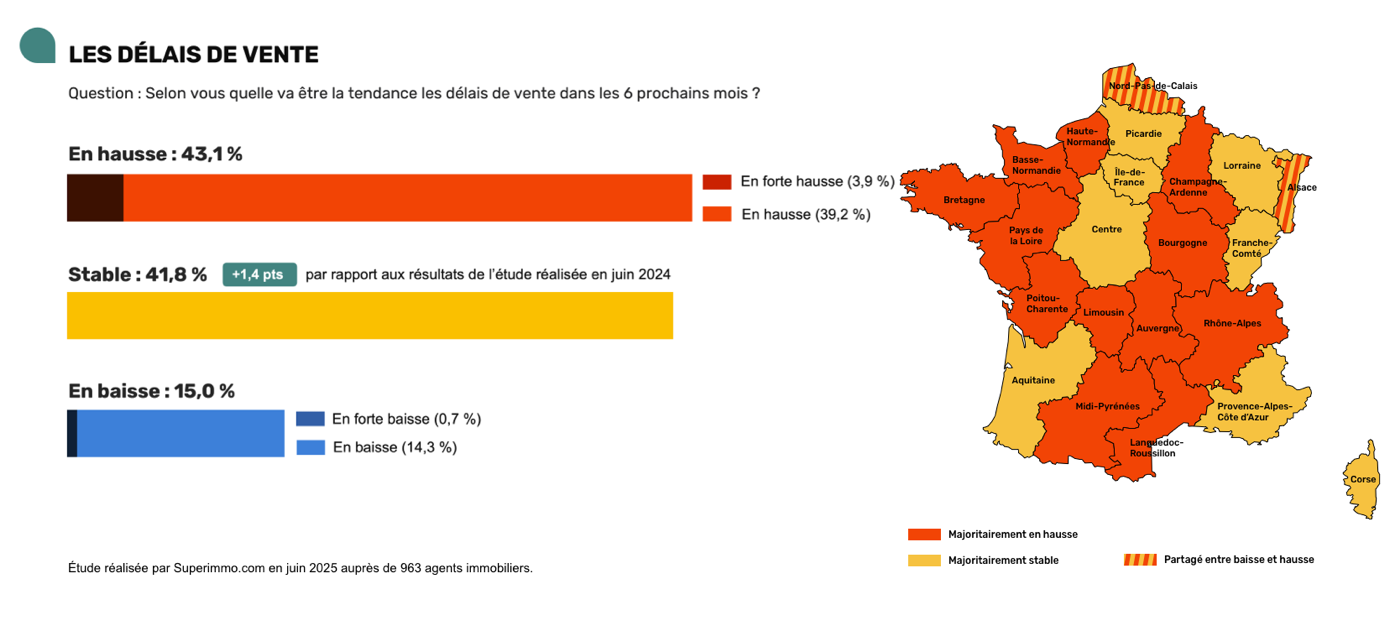 LES DÉLAIS DE VENTE
Question : Selon vous quelle va être la tendance les délais de vente dans les 6 prochains mois ?
En hausse : 43,1 %
En forte hausse (3,9 %)
En hausse (39,2 %)
Stable : 41,8 %
+1,4 pts
par rapport aux résultats de l'étude réalisée en juin 2024
En baisse : 15,0 %
En forte baisse (0,7 %)
En baisse (14,3 %)
Étude réalisée par Superimmo.com en juin 2025 auprès de 963 agents immobiliers.
Nord-Pas-de-Calais
Haute-
Normandie
Picardie
Basse-
Normandie
Île-de-
France
Champagne-
Ardenne
Lorraine
Alsace
Bretagne
Pays de
la Loire
Centre
Bourgogne
Franche-
Comté
Poitou-
Charente
Limousin
Auvergne
Rhône-Alpes
Aquitaine
Midi-Pyrénées
Provence-Alpes-
Côte d'Azur
Languedoc-
Roussillon
Corse
Majoritairement en hausse
Majoritairement stable
Partagé entre baisse et hausse